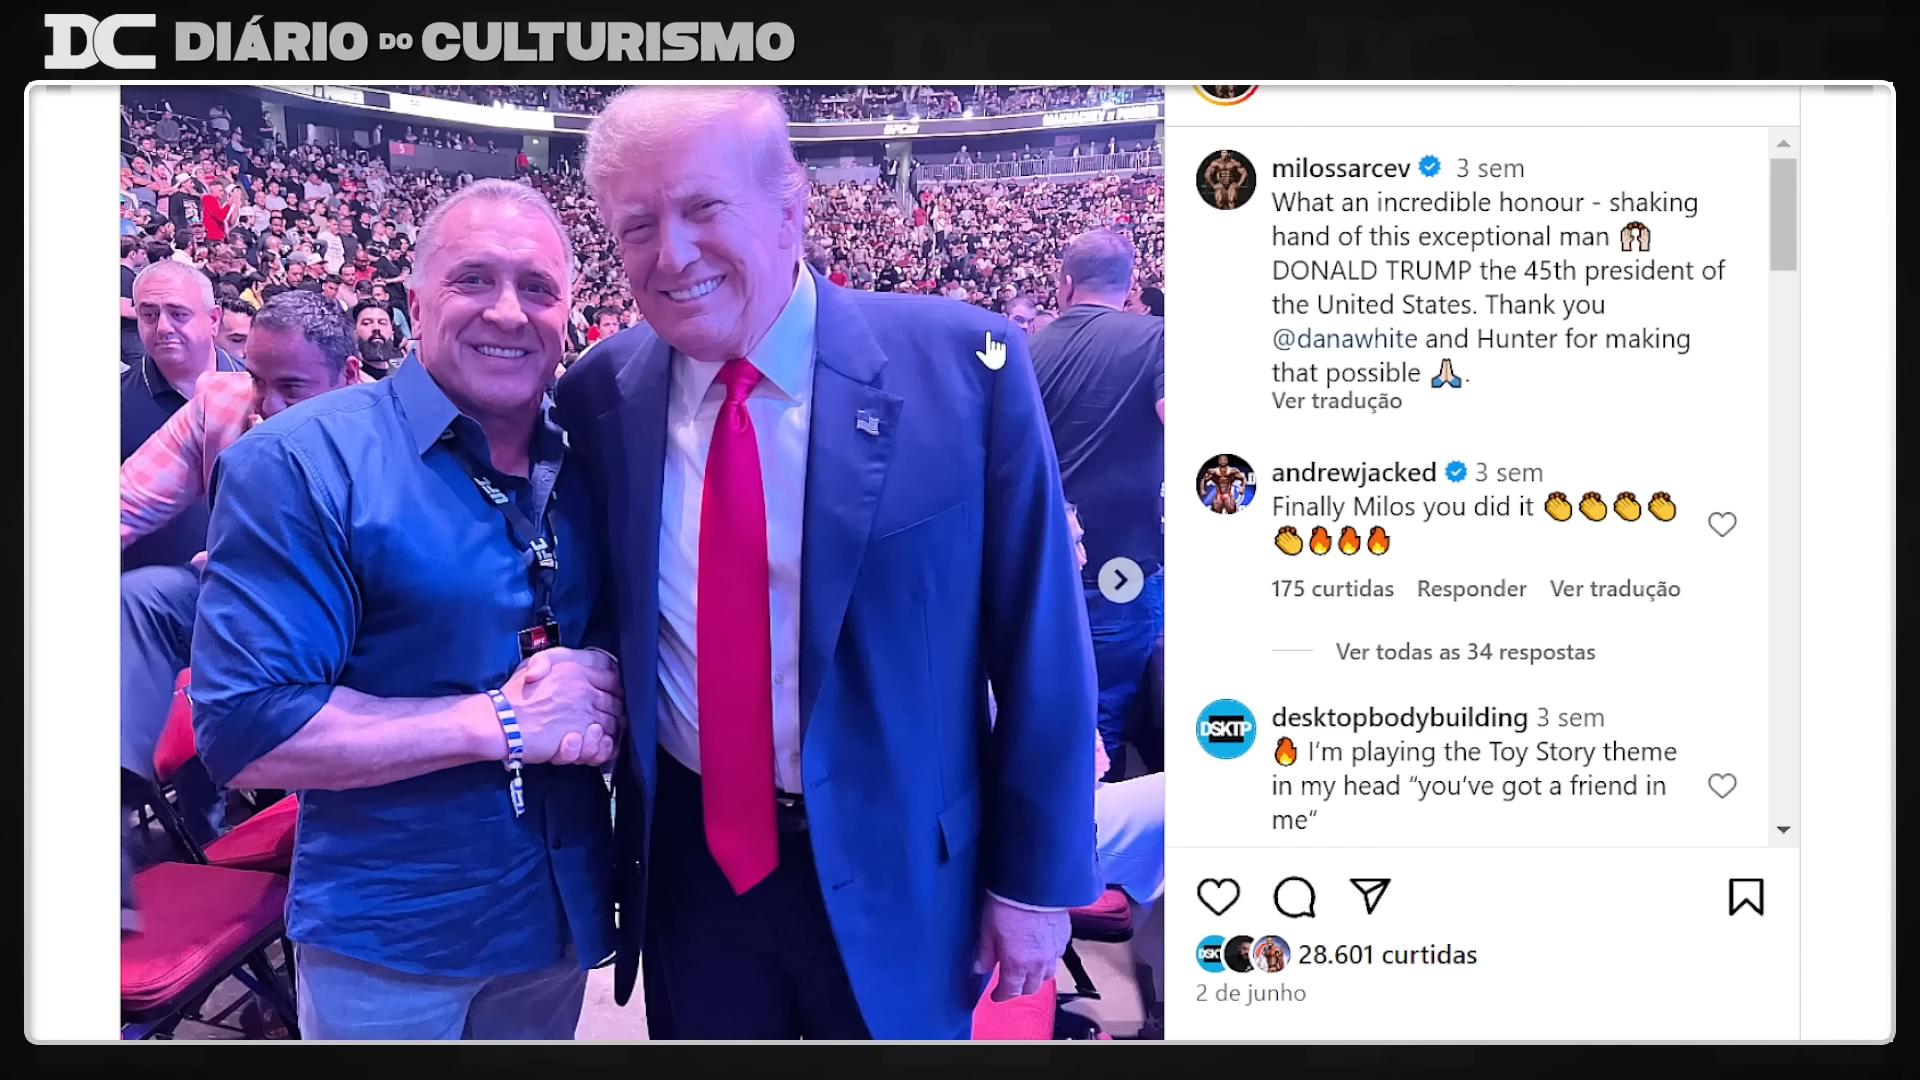 DC DIÁRIO DO CULTURISMO
5
UFC
UFC
milossarcev 3 sem
What an incredible honour - shaking
hand of this exceptional man
DONALD TRUMP the 45th president of
the United States. Thank you
@danawhite and Hunter for making
that possible .
Ver tradução
andrewjacked 3 sem
Finally Milos you did it
175 curtidas Responder Ver tradução
Ver todas as 34 respostas
DSKTP
desktopbodybuilding 3 sem
I'm playing the Toy Story theme
in my head “you've got a friend in
me“
28.601 curtidas
2 de junho